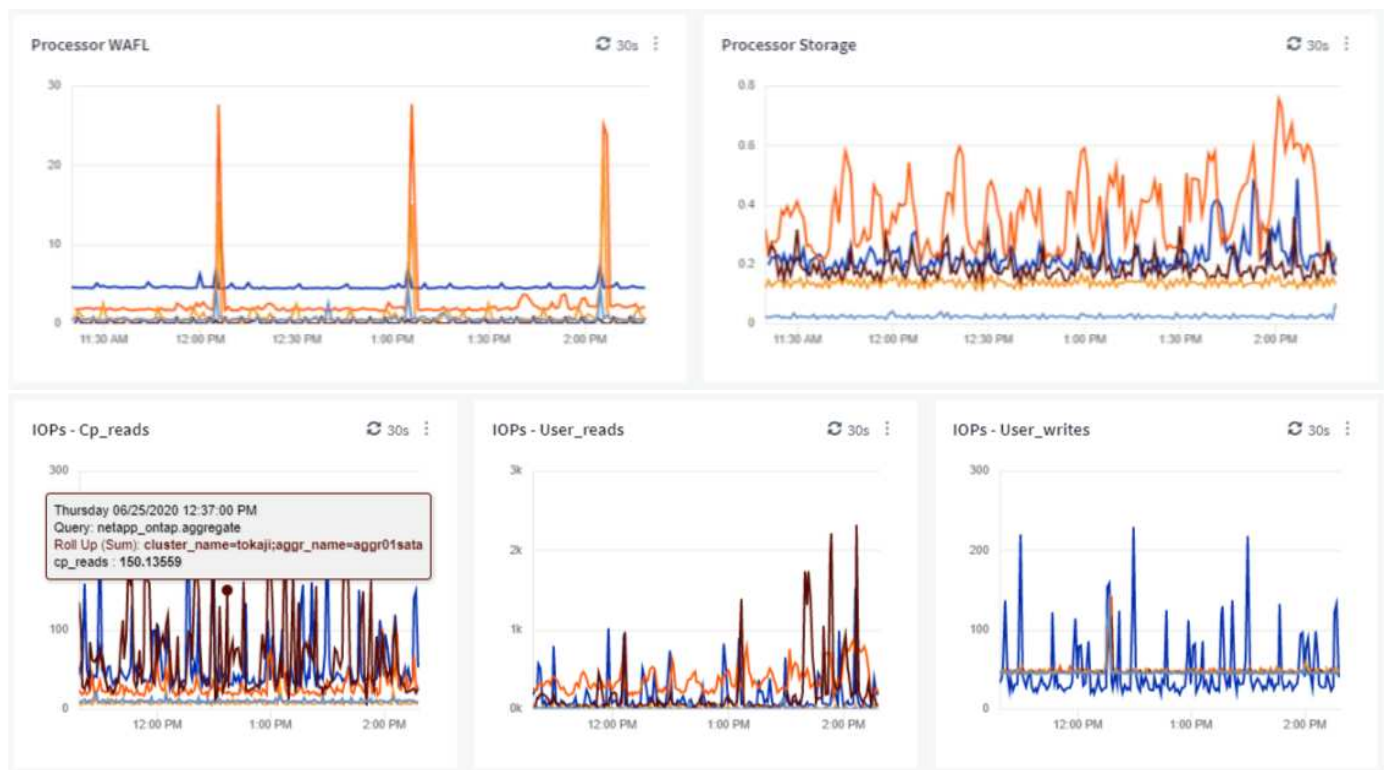 Processor WAFL
30s
30
20
10
0
11:30 AM 12:00 PM 12:30 PM 1:00 PM 1:30 PM 2:00 PM
Processor Storage
30s
0.8
0.6
0.4
0.2
0
11:30 AM 12:00 PM 12:30 PM 1:00 PM 1:30 PM 2:00 PM
IOPs - Cp_reads
30s
300
Thursday 06/25/2020 12:37:00 PM
Query: netapp_ontap.aggregate
Roll Up (Sum): cluster_name=tokaji;aggr_name=aggr01sata
cp_reads : 150.13559
100
0
12:00 PM 1:00 PM 2:00 PM
IOPs - User_reads
30s
3k
2k
1k
0k
12:00 PM 1:00 PM 2:00 PM
IOPs - User_writes
30s
300
200
100
0
12:00 PM 1:00 PM 2:00 PM